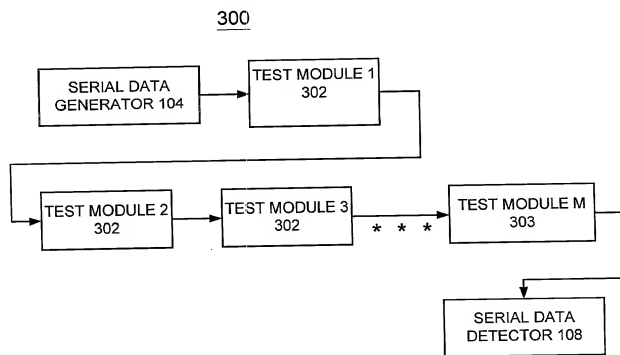 300
SERIAL DATA
GENERATOR 104
TEST MODULE 1
302
TEST MODULE 2
302
TEST MODULE 3
302
* * *
TEST MODULE M
303
SERIAL DATA
DETECTOR 108